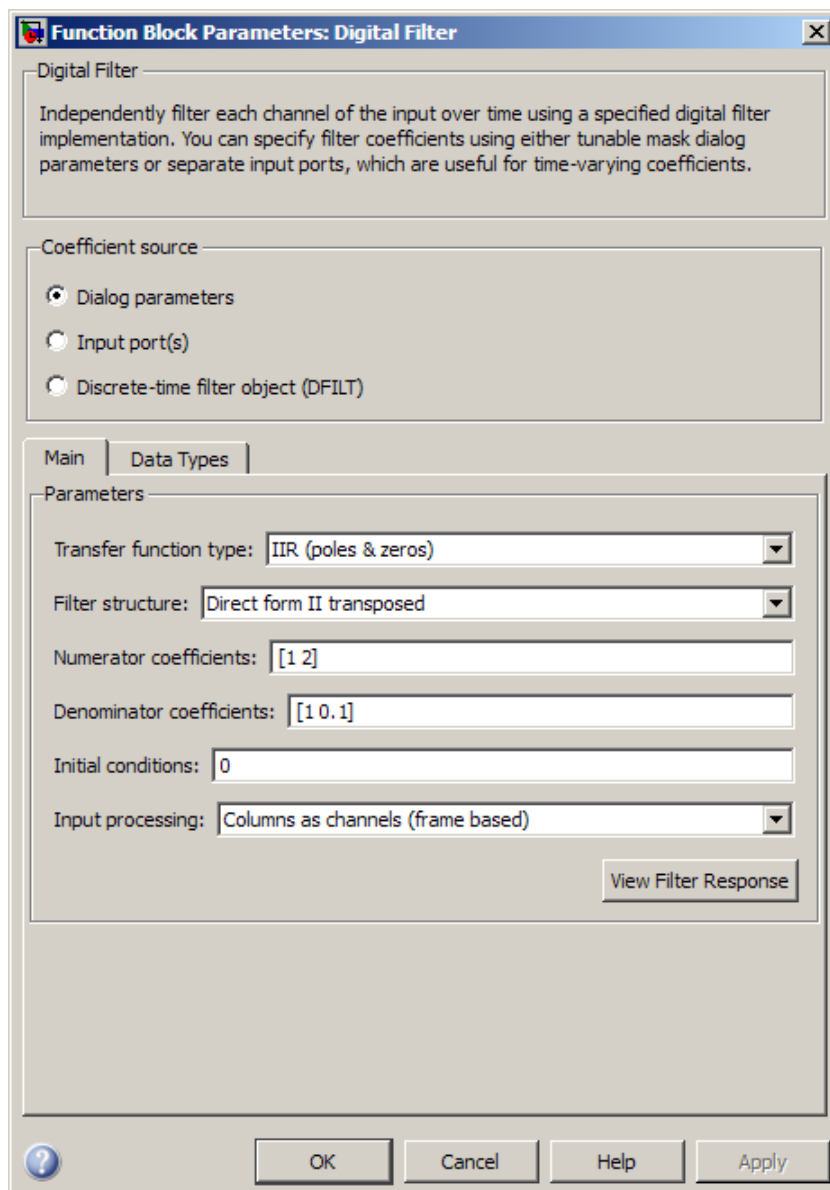 Function Block Parameters: Digital Filter
Digital Filter
Independently filter each channel of the input over time using a specified digital filter
implementation. You can specify filter coefficients using either tunable mask dialog
parameters or separate input ports, which are useful for time-varying coefficients.
Coefficient source
Dialog parameters
Input port(s)
Discrete-time filter object (DFILT)
Main Data Types
Parameters
Transfer function type: IIR (poles & zeros)
Filter structure: Direct form II transposed
Numerator coefficients: [1 2]
Denominator coefficients: [1 0.1]
Initial conditions: 0
Input processing: Columns as channels (frame based)
View Filter Response
? OK Cancel Help Apply